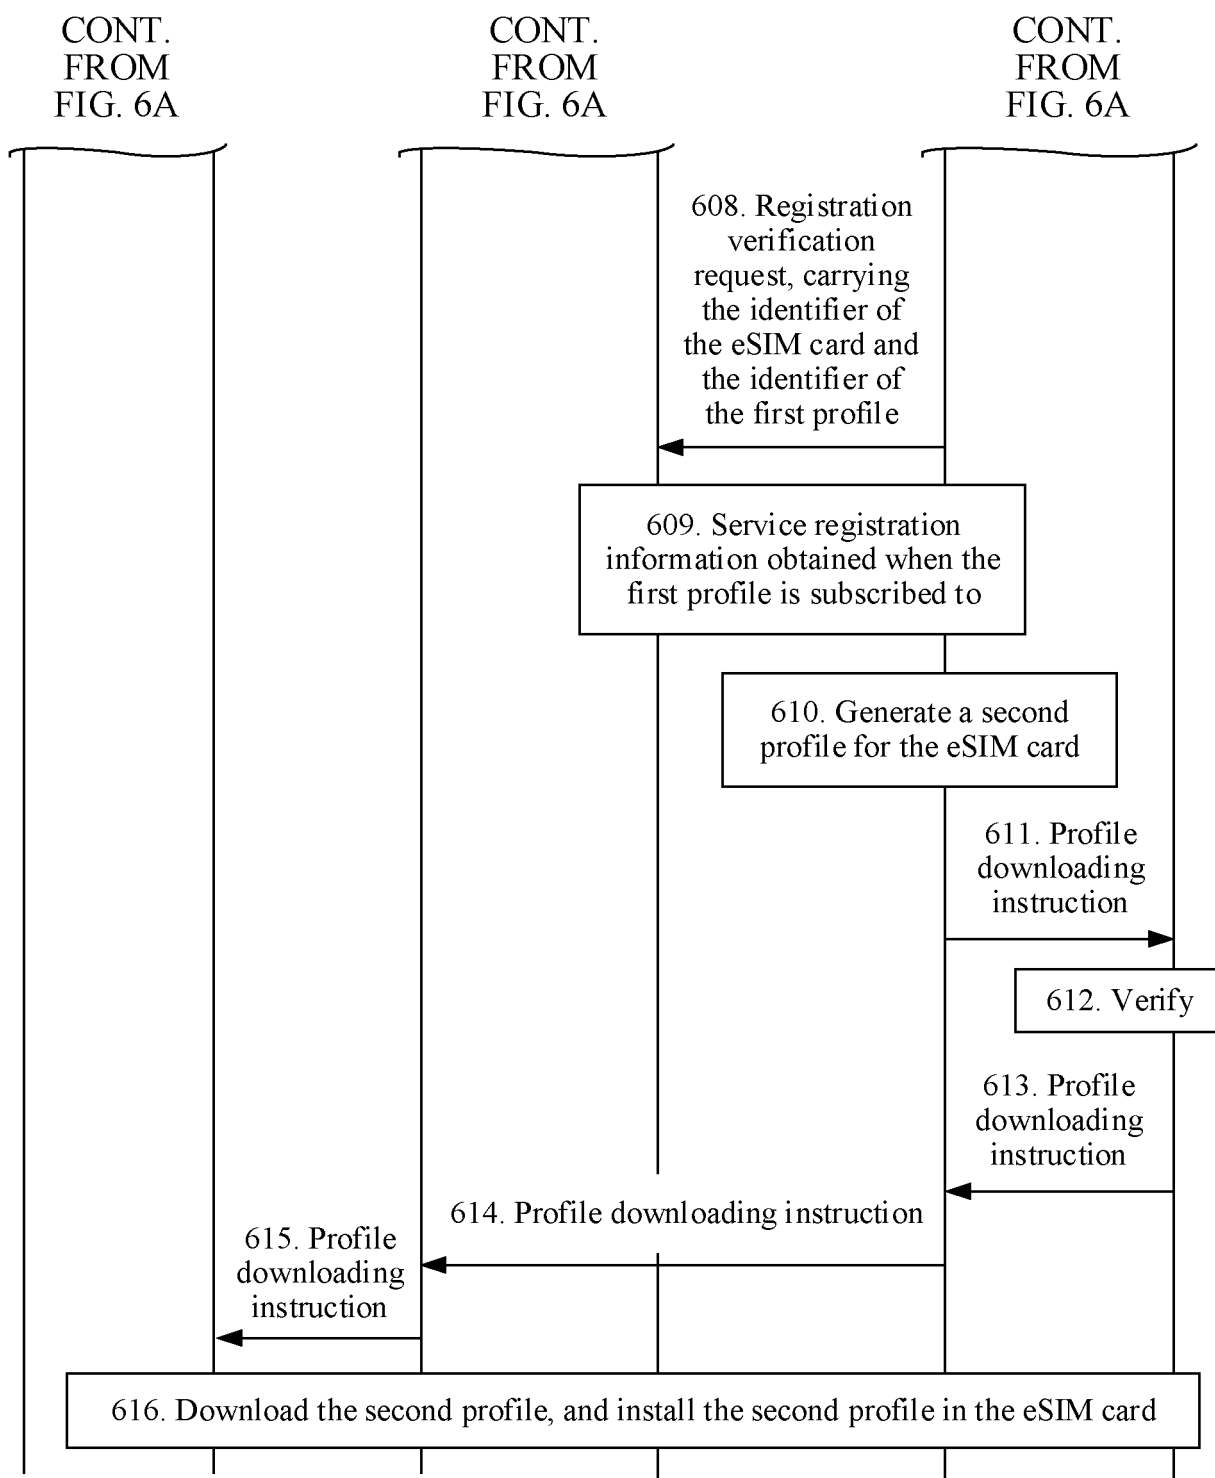 CONT.
FROM
FIG. 6A
CONT.
FROM
FIG. 6A
CONT.
FROM
FIG. 6A
608. Registration
verification
request, carrying
the identifier of
the eSIM card and
the identifier of
the first profile
609. Service registration
information obtained when the
first profile is subscribed to
610. Generate a second
profile for the eSIM card
611. Profile
downloading
instruction
612. Verify
613. Profile
downloading
instruction
614. Profile downloading instruction
615. Profile
downloading
instruction
616. Download the second profile, and install the second profile in the eSIM card